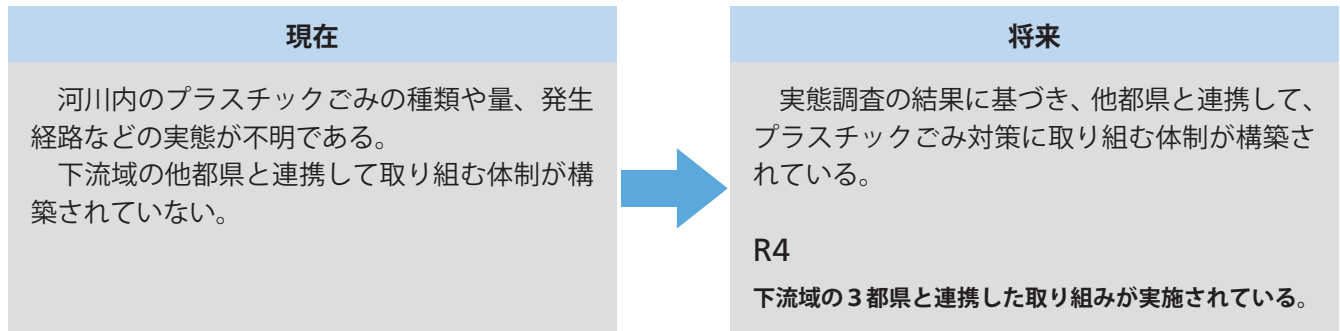 現在
　河川内のプラスチックごみの種類や量、発生
経路などの実態が不明である。
　下流域の他都県と連携して取り組む体制が構
築されていない。
将来
　実態調査の結果に基づき、他都県と連携して、
プラスチックごみ対策に取り組む体制が構築さ
れている。
R4
下流域の３都県と連携した取り組みが実施されている。